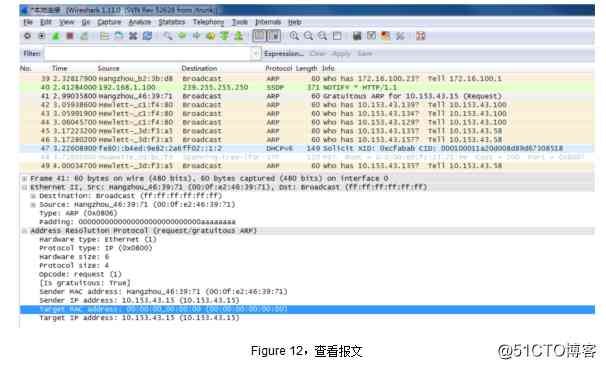 *本地连接 [Wireshark 1.11.0 (SVN Rev 52628 from /trunk)]
File Edit View Go Capture Analyze Statistics Telephony Tools Internals Help
Filter: Expression... Clear Apply Save
No. Time Source Destination Protocol Length Info
39 2.32817900 Hangzhou_b2:3b:d8 Broadcast ARP 60 who has 172.16.100.23? Tell 172.16.100.1
40 2.41284000 192.168.1.100 239.255.255.250 SSDP 371 NOTIFY * HTTP/1.1
41 2.99035800 Hangzhou_46:39:71 Broadcast ARP 60 Gratuitous ARP for 10.153.43.15 (Request)
42 3.05938600 Hewlett-_c1:f4:80 Broadcast ARP 60 who has 10.153.43.139? Tell 10.153.43.100
43 3.05991900 Hewlett-_c1:f4:80 Broadcast ARP 60 who has 10.153.43.134? Tell 10.153.43.100
44 3.06045700 Hewlett-_c1:f4:80 Broadcast ARP 60 who has 10.153.43.135? Tell 10.153.43.100
45 3.17223200 Hewlett-_3d:f3:a5 Broadcast ARP 60 who has 10.153.43.153? Tell 10.153.43.58
46 3.17280200 Hewlett-_3d:f3:a5 Broadcast ARP 60 who has 10.153.43.157? Tell 10.153.43.58
47 3.22608900 fe80::b4ed:9e62:2a6 ff02::1:2 DHCPv6 149 Solicit XID: 0xcfabab CID:
49 4.00034700 Hewlett-_3d:f3:a5 Broadcast ARP 60 who has 10.153.43.135? Tell 10.153.43.58
Frame 41: 60 bytes on wire (480 bits), 60 bytes captured (480 bits) on interface 0
Ethernet II, Src: Hangzhou_46:39:71 (00:0f:e2:46:39:71), Dst: Broadcast (ff:ff:ff:ff:ff:ff)
Destination: Broadcast (ff:ff:ff:ff:ff:ff)
Source: Hangzhou_46:39:71 (00:0f:e2:46:39:71)
Type: ARP (0x0806)
Padding:
Address Resolution Protocol (request/gratuitous ARP)
Hardware type: Ethernet (1)
Protocol type: IP (0x0800)
Hardware size: 6
Protocol size: 4
Opcode: request (1)
[Is gratuitous: True]
Sender MAC address: Hangzhou_46:39:71 (00:0f:e2:46:39:71)
Sender IP address: 10.153.43.15 (10.153.43.15)
Target MAC address: 00:00:00_00:00:00 (00:00:00:00:00:00)
Target IP address: 10.153.43.15 (10.153.43.15)
Figure 12，查看报文
@51CTO博客